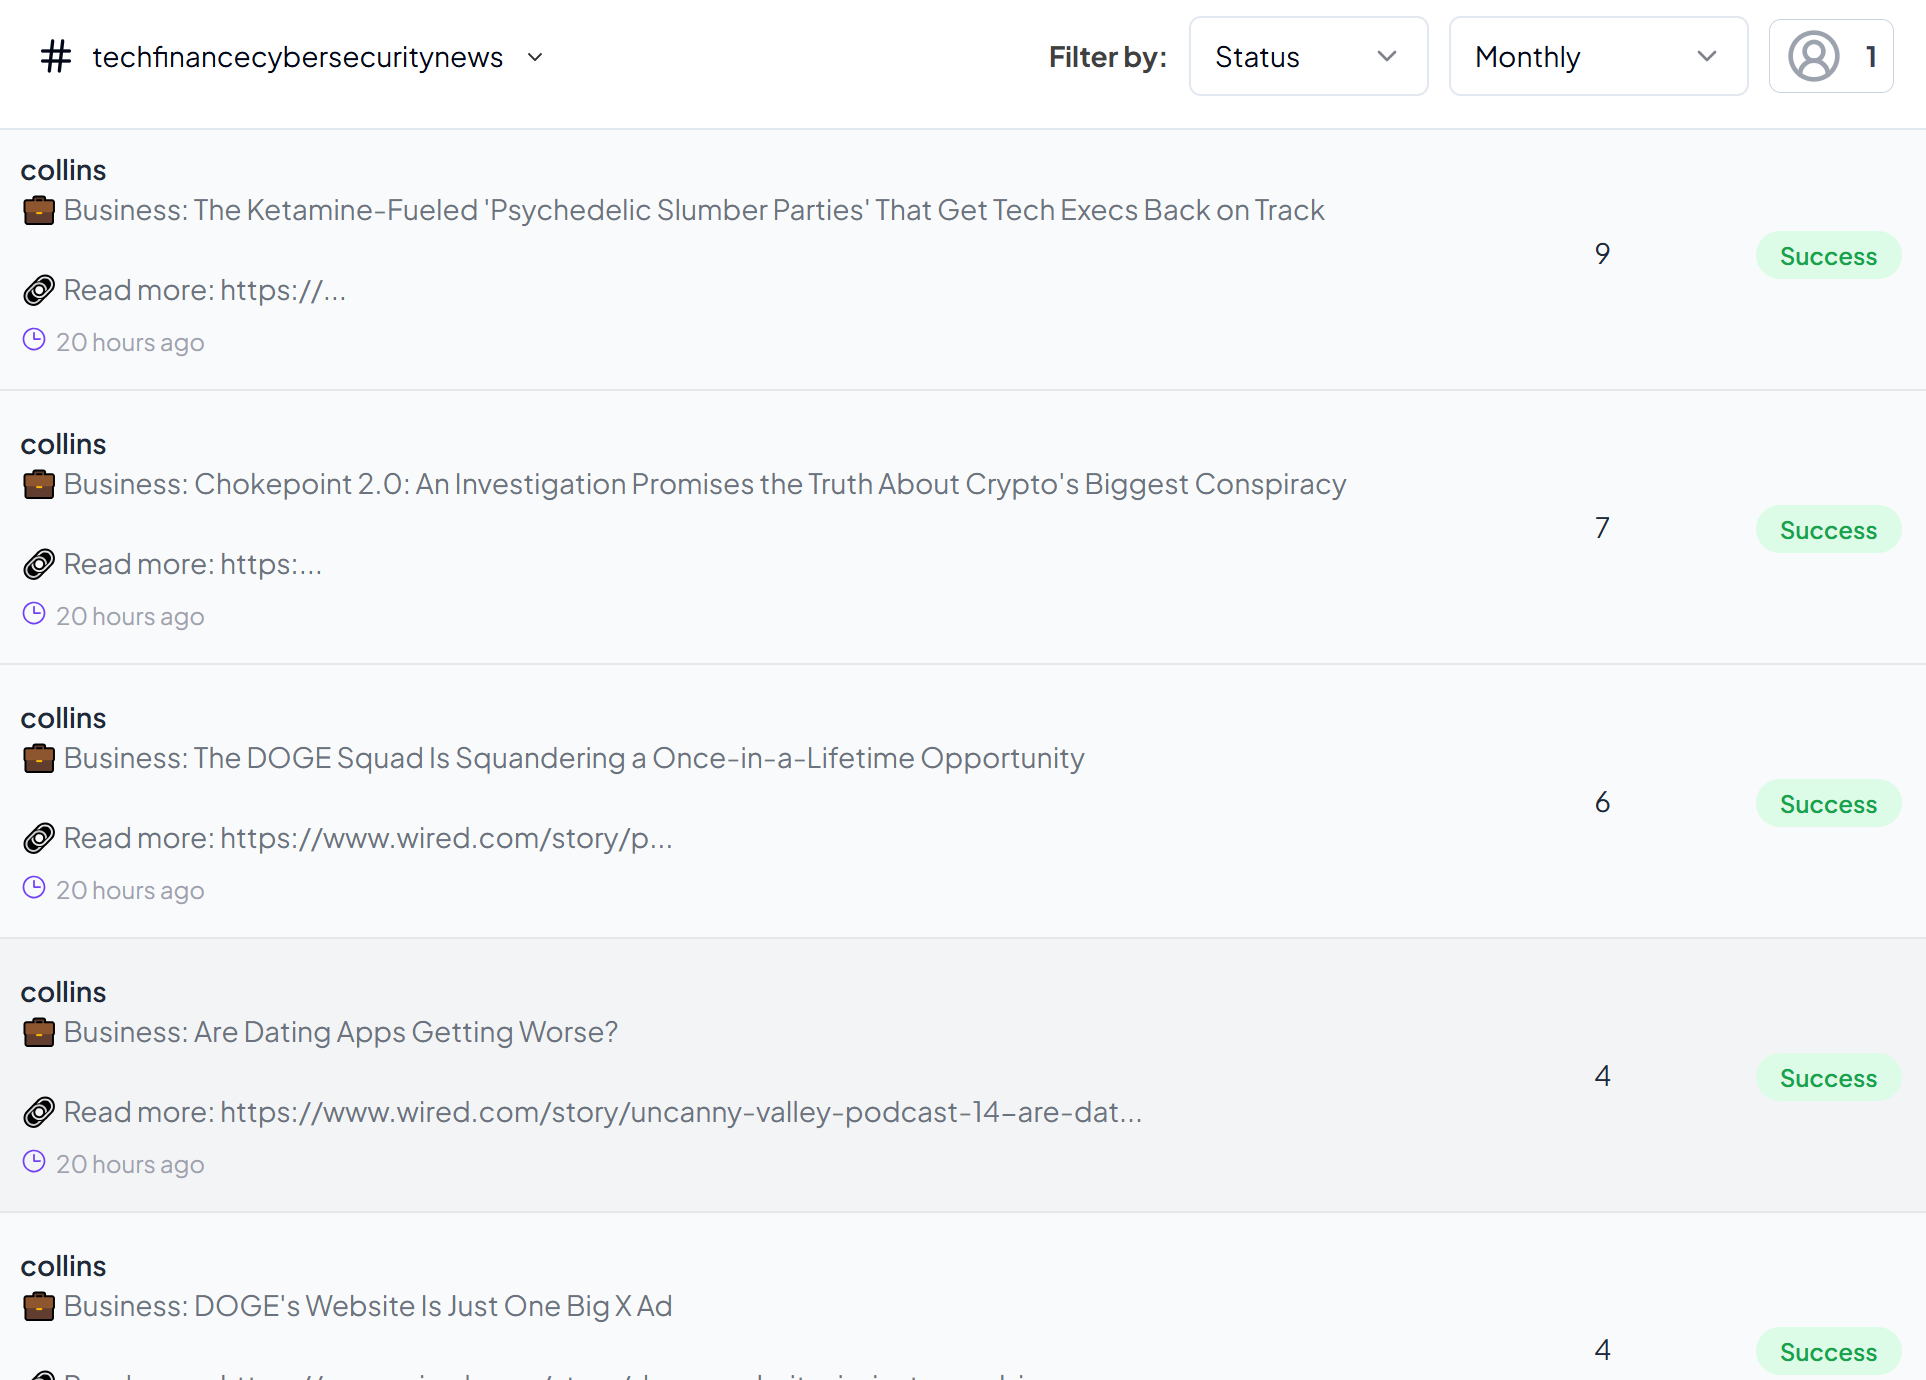 # techfinancecybersecuritynews
Filter by: Status Monthly 1
collins
Business: The Ketamine-Fueled 'Psychedelic Slumber Parties' That Get Tech Execs Back on Track
9 Success
Read more: https://...
20 hours ago
collins
Business: Chokepoint 2.0: An Investigation Promises the Truth About Crypto's Biggest Conspiracy
7 Success
Read more: https:...
20 hours ago
collins
Business: The DOGE Squad Is Squandering a Once-in-a-Lifetime Opportunity
6 Success
Read more: https://www.wired.com/story/p...
20 hours ago
collins
Business: Are Dating Apps Getting Worse?
4 Success
Read more: https://www.wired.com/story/uncanny-valley-podcast-14-are-dat...
20 hours ago
collins
Business: DOGE's Website Is Just One Big X Ad
4 Success